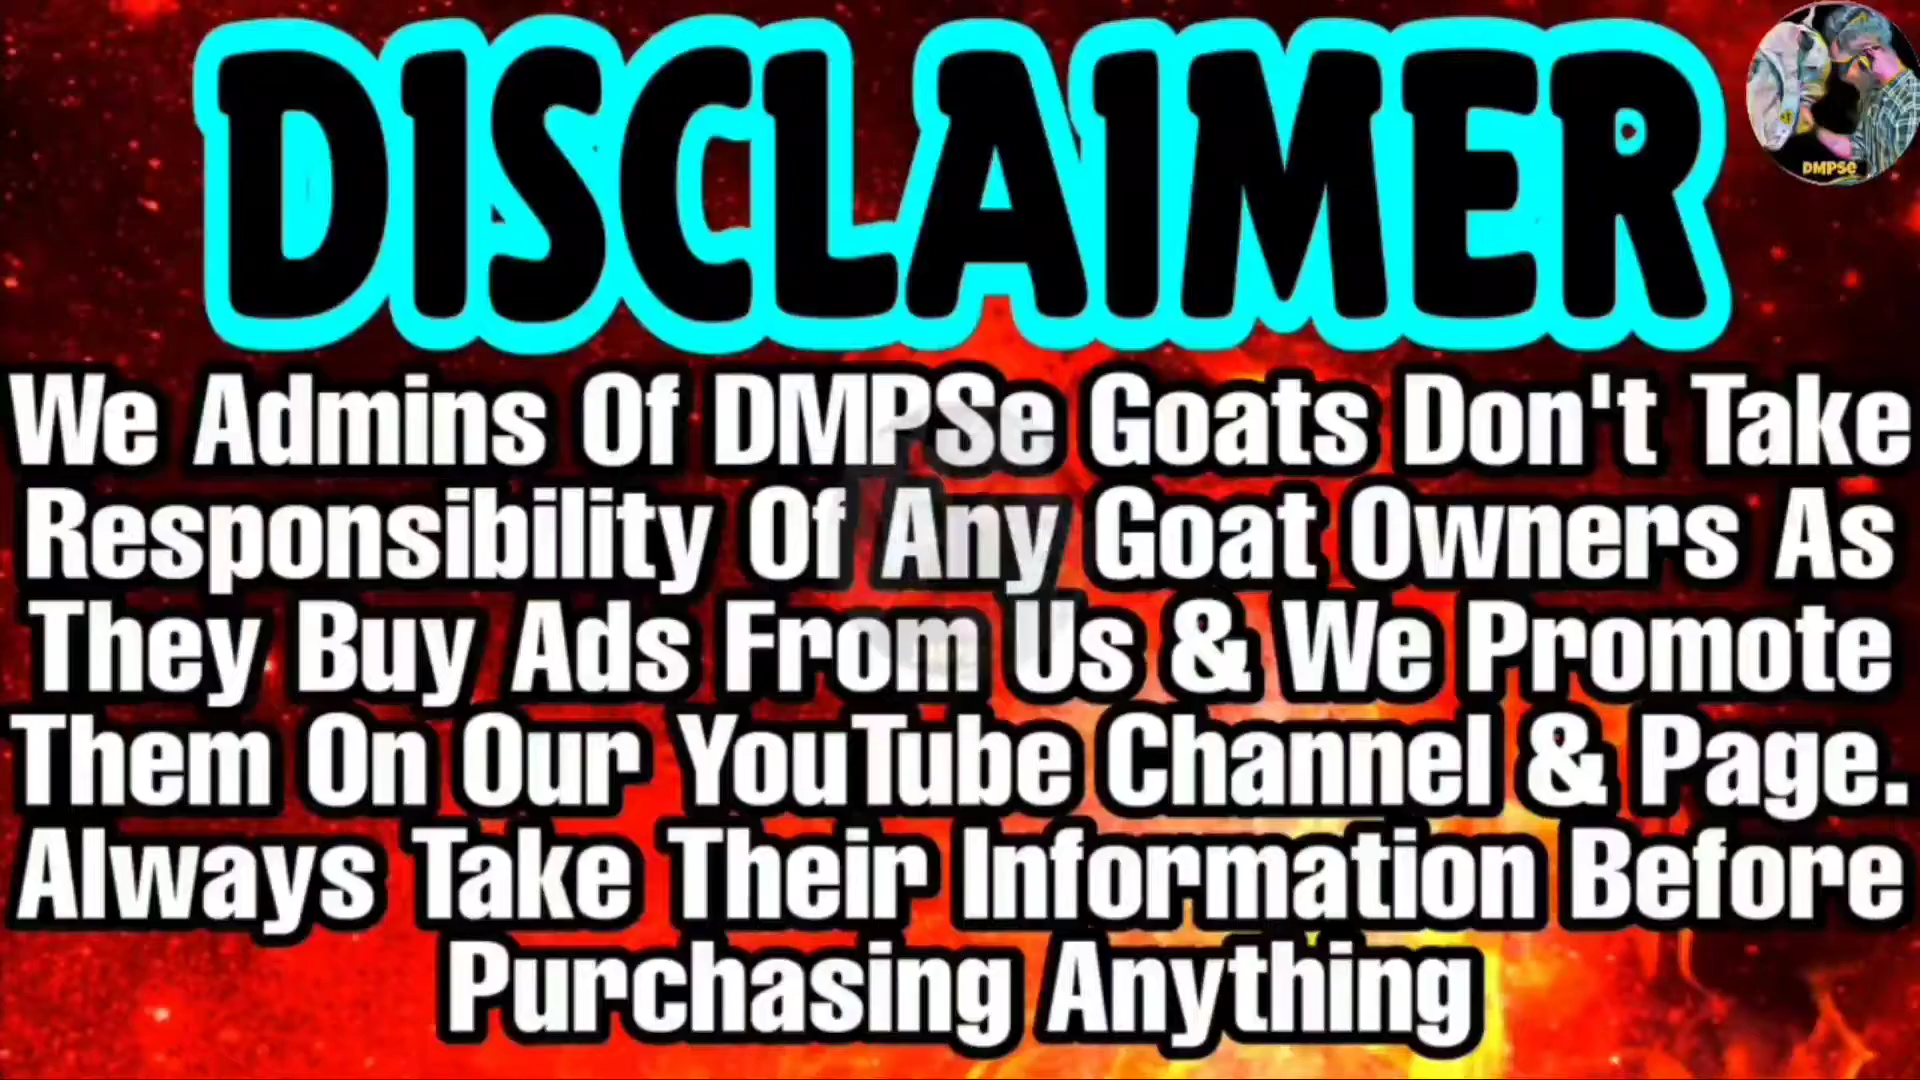 DISCLAIMER
DMPSe
We Admins Of DMPSe Goats Don't Take
Responsibility Of Any Goat Owners As
They Buy Ads From Us & We Promote
Them On Our YouTube Channel & Page.
Always Take Their Information Before
Purchasing Anything